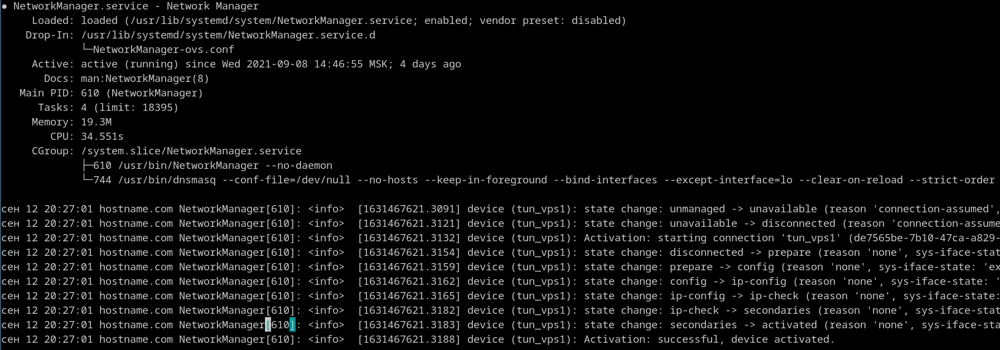 ● NetworkManager.service - Network Manager
     Loaded: loaded (/usr/lib/systemd/system/NetworkManager.service; enabled; vendor preset: disabled)
    Drop-In: /usr/lib/systemd/system/NetworkManager.service.d
             └─NetworkManager-ovs.conf
     Active: active (running) since Wed 2021-09-08 14:46:55 MSK; 4 days ago
       Docs: man:NetworkManager(8)
   Main PID: 610 (NetworkManager)
      Tasks: 4 (limit: 18395)
     Memory: 19.3M
        CPU: 34.551s
     CGroup: /system.slice/NetworkManager.service
             ├─610 /usr/bin/NetworkManager --no-daemon
             └─744 /usr/bin/dnsmasq --conf-file=/dev/null --no-hosts --keep-in-foreground --bind-interfaces --except-interface=lo --clear-on-reload --strict-order

сен 12 20:27:01 hostname.com NetworkManager[610]: <info>  [1631467621.3091] device (tun_vps1): state change: unmanaged -> unavailable (reason 'connection-assumed',
сен 12 20:27:01 hostname.com NetworkManager[610]: <info>  [1631467621.3121] device (tun_vps1): state change: unavailable -> disconnected (reason 'connection-assume
сен 12 20:27:01 hostname.com NetworkManager[610]: <info>  [1631467621.3132] device (tun_vps1): Activation: starting connection 'tun_vps1' (de7565be-7b10-47ca-a829-
сен 12 20:27:01 hostname.com NetworkManager[610]: <info>  [1631467621.3154] device (tun_vps1): state change: disconnected -> prepare (reason 'none', sys-iface-stat
сен 12 20:27:01 hostname.com NetworkManager[610]: <info>  [1631467621.3159] device (tun_vps1): state change: prepare -> config (reason 'none', sys-iface-state: 'ex
сен 12 20:27:01 hostname.com NetworkManager[610]: <info>  [1631467621.3162] device (tun_vps1): state change: config -> ip-config (reason 'none', sys-iface-state: '
сен 12 20:27:01 hostname.com NetworkManager[610]: <info>  [1631467621.3165] device (tun_vps1): state change: ip-config -> ip-check (reason 'none', sys-iface-state:
сен 12 20:27:01 hostname.com NetworkManager[610]: <info>  [1631467621.3182] device (tun_vps1): state change: ip-check -> secondaries (reason 'none', sys-iface-stat
сен 12 20:27:01 hostname.com NetworkManager[610]: <info>  [1631467621.3183] device (tun_vps1): state change: secondaries -> activated (reason 'none', sys-iface-sta
сен 12 20:27:01 hostname.com NetworkManager[610]: <info>  [1631467621.3188] device (tun_vps1): Activation: successful, device activated.